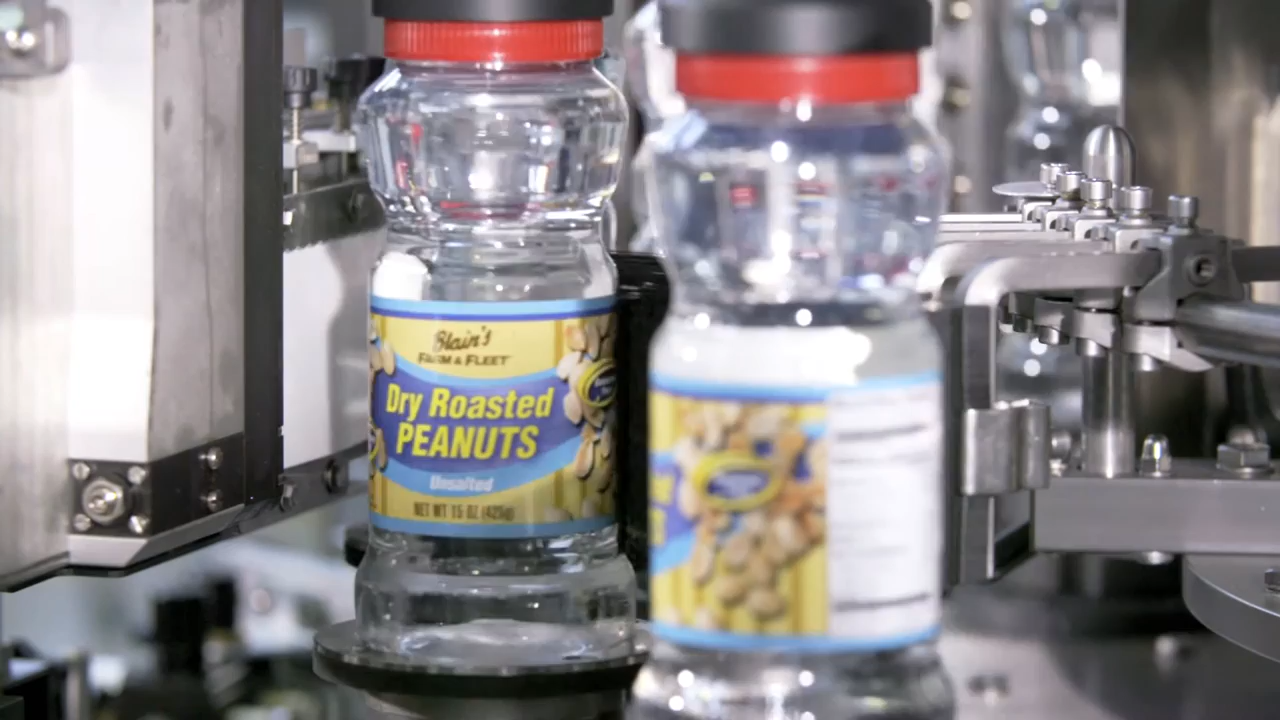 Blain's
FARM & FLEET
Dry Roasted
PEANUTS
Unsalted
NET WT 15 OZ (425g)